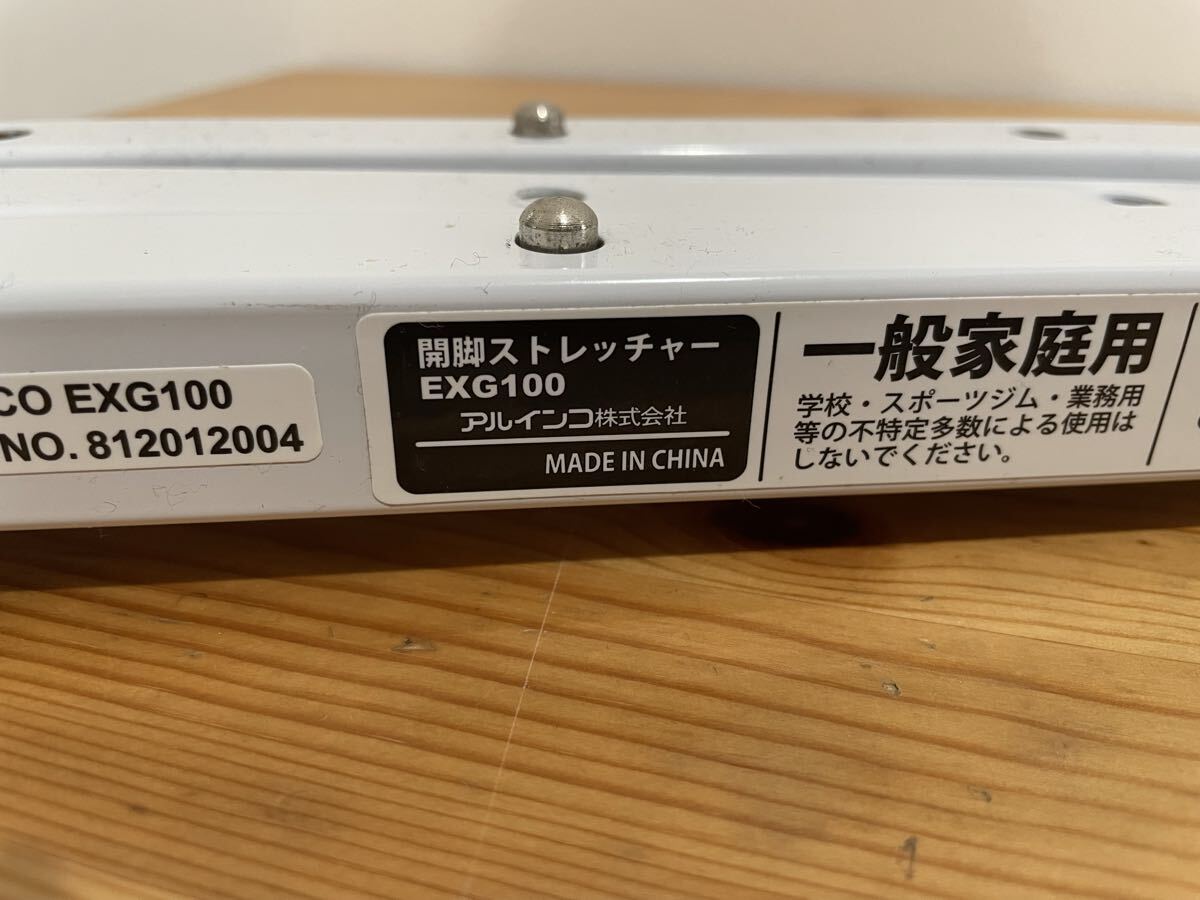 CO EXG100
NO. 812012004
開脚ストレッチャー
EXG100
アルインコ株式会社
MADE IN CHINA
一般家庭用
学校・スポーツジム・業務用
等の不特定多数による使用は
しないでください。